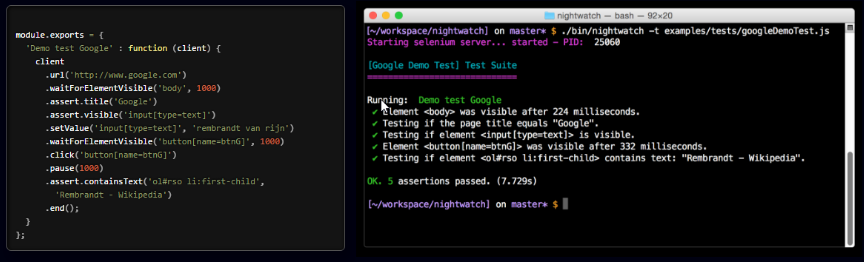 module.exports = {
'Demo test Google' : function (client) {
client
.url('http://www.google.com')
.waitForElementVisible('body', 1000)
.assert.title('Google')
.assert.visible('input[type=text]')
.setValue('input[type=text]', 'rembrandt van rijn')
.waitForElementVisible('button[name=btnG]', 1000)
.click('button[name=btnG]')
.pause(1000)
.assert.containsText('ol#rso li:first-child',
'Rembrandt - Wikipedia')
.end();
}
};
nightwatch — bash — 92×20
[~/workspace/nightwatch] on master* $ ./bin/nightwatch -t examples/tests/googleDemoTest.js
Starting selenium server... started - PID: 25060
[Google Demo Test] Test Suite
==============================
Running: Demo test Google
✔ Element <body> was visible after 224 milliseconds.
✔ Testing if the page title equals "Google".
✔ Testing if element <input[type=text]> is visible.
✔ Element <button[name=btnG]> was visible after 332 milliseconds.
✔ Testing if element <ol#rso li:first-child> contains text: "Rembrandt - Wikipedia".
OK. 5 assertions passed. (7.729s)
[~/workspace/nightwatch] on master* $